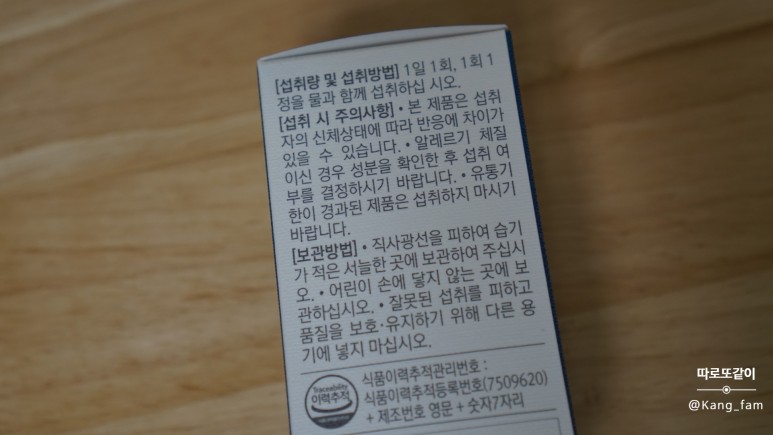 [섭취량 및 섭취방법] 1일 1회, 1회 1
정을 물과 함께 섭취하십 시오.
[섭취 시 주의사항] • 본 제품은 섭취
자의 신체상태에 따라 반응에 차이가
있을 수 있습니다. • 알레르기 체질
이신 경우 성분을 확인한 후 섭취 여
부를 결정하시기 바랍니다. • 유통기
한이 경과된 제품은 섭취하지 마시기
바랍니다.
[보관방법] • 직사광선을 피하여 습기
가 적은 서늘한 곳에 보관하여 주십시
오. • 어린이 손에 닿지 않는 곳에 보
관하십시오. • 잘못된 섭취를 피하고
품질을 보호·유지하기 위해 다른 용
기에 넣지 마십시오.
Traceability
이력추적
식품이력추적관리번호 :
식품이력추적등록번호(7509620)
+ 제조번호 영문 + 숫자7자리
따로또같이
@Kang_fam